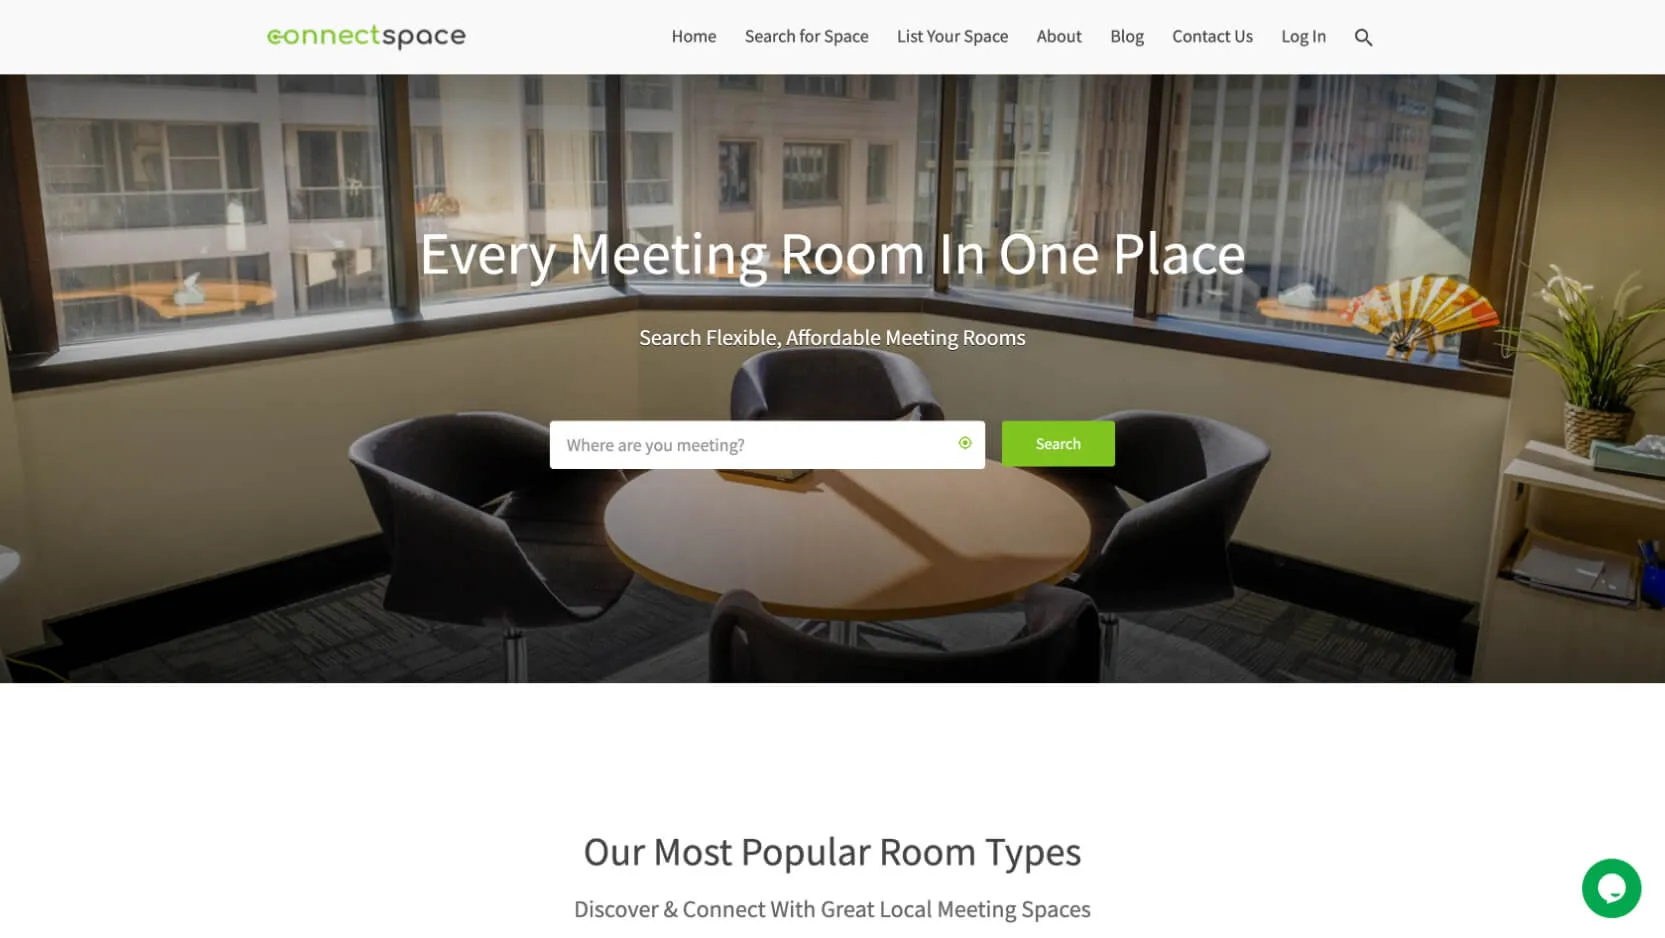 connectspace
Home Search for Space List Your Space About Blog Contact Us Log In
Every Meeting Room In One Place
Search Flexible, Affordable Meeting Rooms
Where are you meeting?
Search
Our Most Popular Room Types
Discover & Connect With Great Local Meeting Spaces